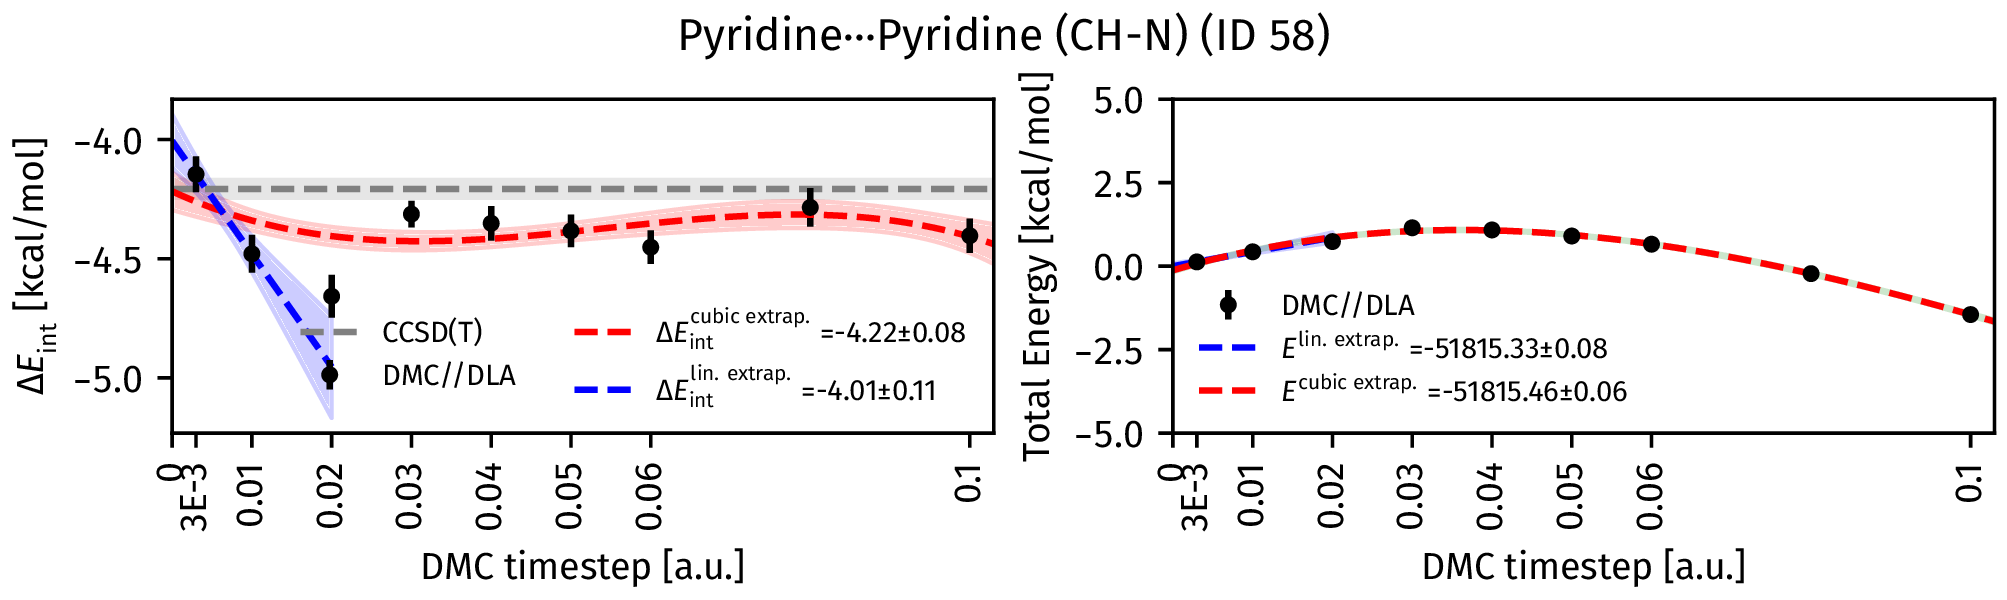 Pyridine···Pyridine (CH-N) (ID 58)
ΔE_int [kcal/mol]
−4.0
−4.5
−5.0
CCSD(T)
DMC//DLA
ΔE_int^cubic extrap. =-4.22±0.08
ΔE_int^lin. extrap. =-4.01±0.11
0
3E-3
0.01
0.02
0.03
0.04
0.05
0.06
0.1
DMC timestep [a.u.]
Total Energy [kcal/mol]
5.0
2.5
0.0
−2.5
−5.0
DMC//DLA
E^lin. extrap. =-51815.33±0.08
E^cubic extrap. =-51815.46±0.06
0
3E-3
0.01
0.02
0.03
0.04
0.05
0.06
0.1
DMC timestep [a.u.]